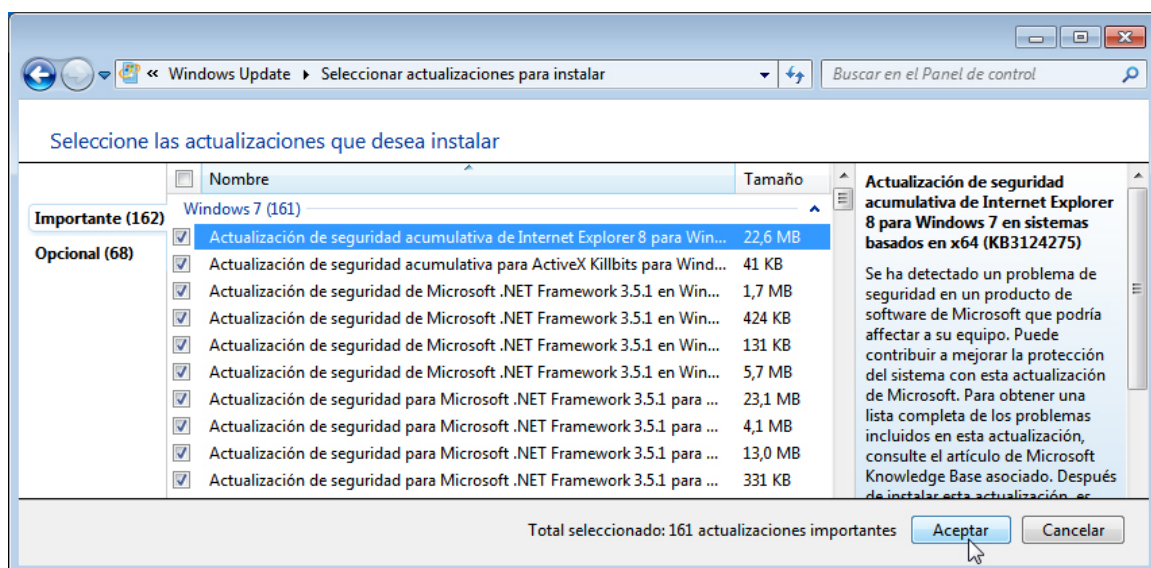 « Windows Update ▸ Seleccionar actualizaciones para instalar
Buscar en el Panel de control
Seleccione las actualizaciones que desea instalar
Importante (162)
Opcional (68)
Nombre Tamaño
Windows 7 (161)
Actualización de seguridad acumulativa de Internet Explorer 8 para Win... 22,6 MB
Actualización de seguridad acumulativa para ActiveX Killbits para Wind... 41 KB
Actualización de seguridad de Microsoft .NET Framework 3.5.1 en Win... 1,7 MB
Actualización de seguridad de Microsoft .NET Framework 3.5.1 en Win... 424 KB
Actualización de seguridad de Microsoft .NET Framework 3.5.1 en Win... 131 KB
Actualización de seguridad de Microsoft .NET Framework 3.5.1 en Win... 5,7 MB
Actualización de seguridad para Microsoft .NET Framework 3.5.1 para ... 23,1 MB
Actualización de seguridad para Microsoft .NET Framework 3.5.1 para ... 4,1 MB
Actualización de seguridad para Microsoft .NET Framework 3.5.1 para ... 13,0 MB
Actualización de seguridad para Microsoft .NET Framework 3.5.1 para ... 331 KB
Actualización de seguridad
acumulativa de Internet Explorer
8 para Windows 7 en sistemas
basados en x64 (KB3124275)
Se ha detectado un problema de
seguridad en un producto de
software de Microsoft que podría
affectar a su equipo. Puede
contribuir a mejorar la protección
del sistema con esta actualización
de Microsoft. Para obtener una
lista completa de los problemas
incluidos en esta actualización,
consulte el artículo de Microsoft
Knowledge Base asociado. Después
de instalar esta actualización, es
Total seleccionado: 161 actualizaciones importantes
Aceptar
Cancelar